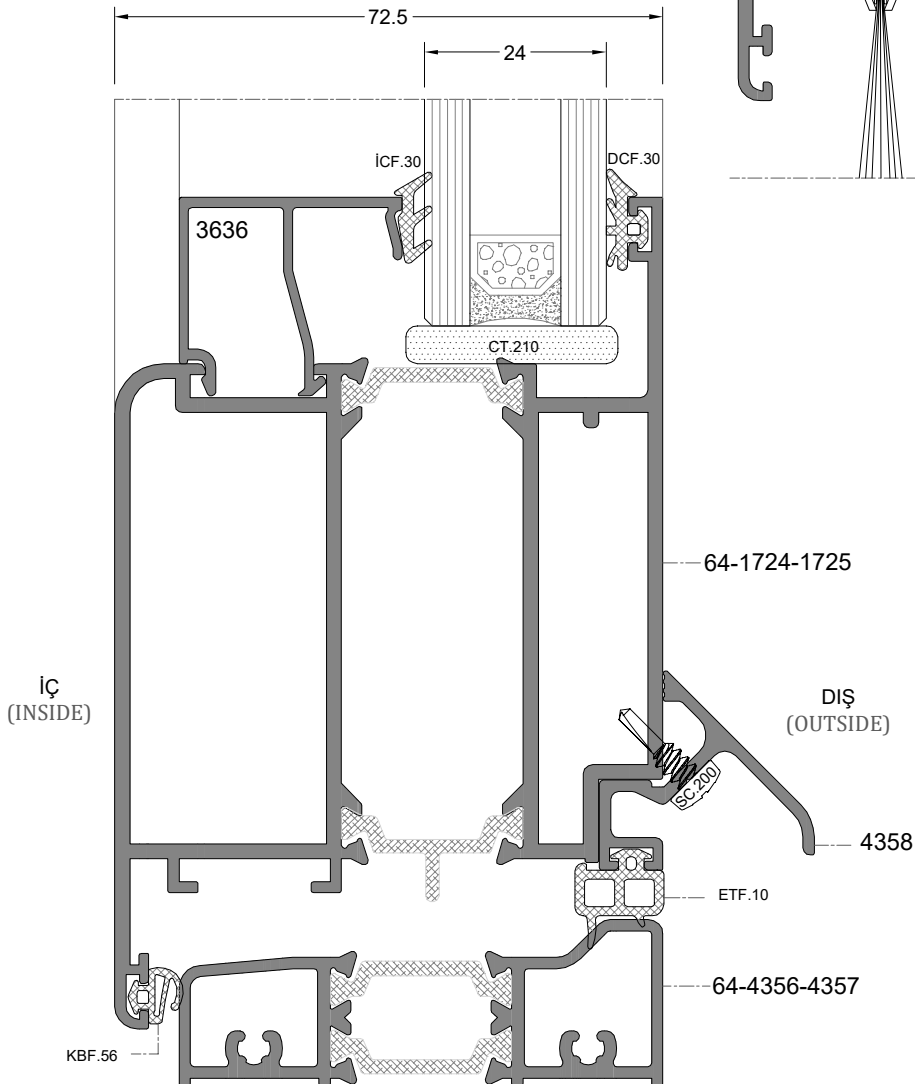 72.5
24
İCF.30
DCF.30
3636
CT.210
64-1724-1725
İÇ
(INSIDE)
DIŞ
(OUTSIDE)
SC.200
4358
ETF.10
64-4356-4357
KBF.56